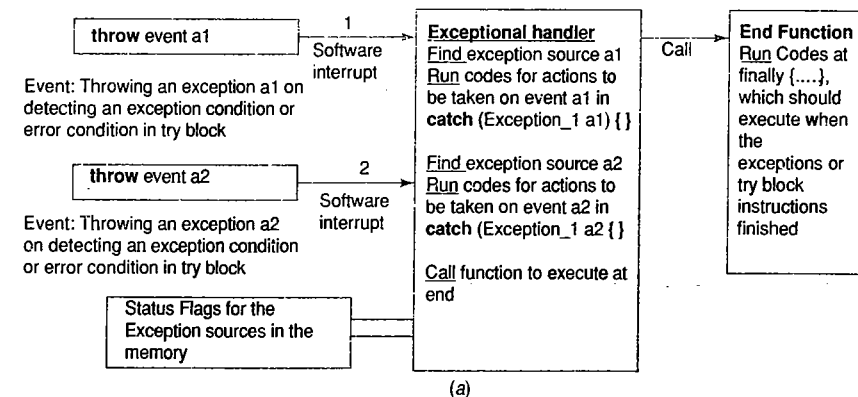 throw event a1
1
Software
interrupt
Event: Throwing an exception a1 on
detecting an exception condition or
error condition in try block
throw event a2
2
Software
interrupt
Event: Throwing an exception a2
on detecting an exception condition
or error condition in try block
Status Flags for the
Exception sources in the
memory
Exceptional handler
Find exception source a1
Run codes for actions to
be taken on event a1 in
catch (Exception_1 a1) { }
Find exception source a2
Run codes for actions to
be taken on event a2 in
catch (Exception_1 a2 { }
Call function to execute at
end
Call
End Function
Run Codes at
finally {....},
which should
execute when
the
exceptions or
try block
instructions
finished
(a)